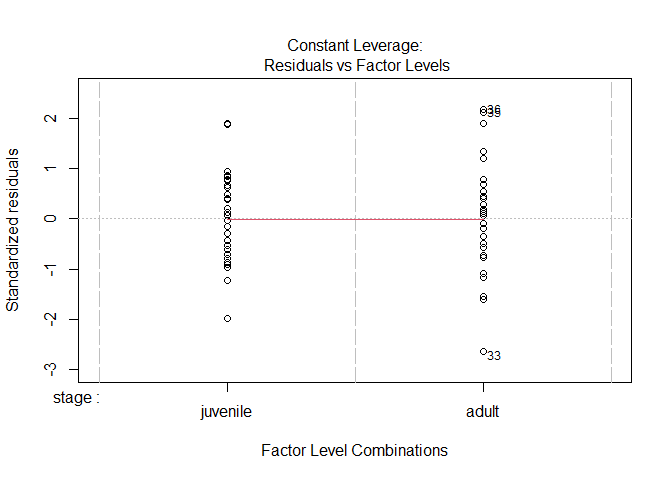 Constant Leverage:
Residuals vs Factor Levels
Standardized residuals
2
1
0
-1
-2
-3
36
35
33
stage :
juvenile
adult
Factor Level Combinations